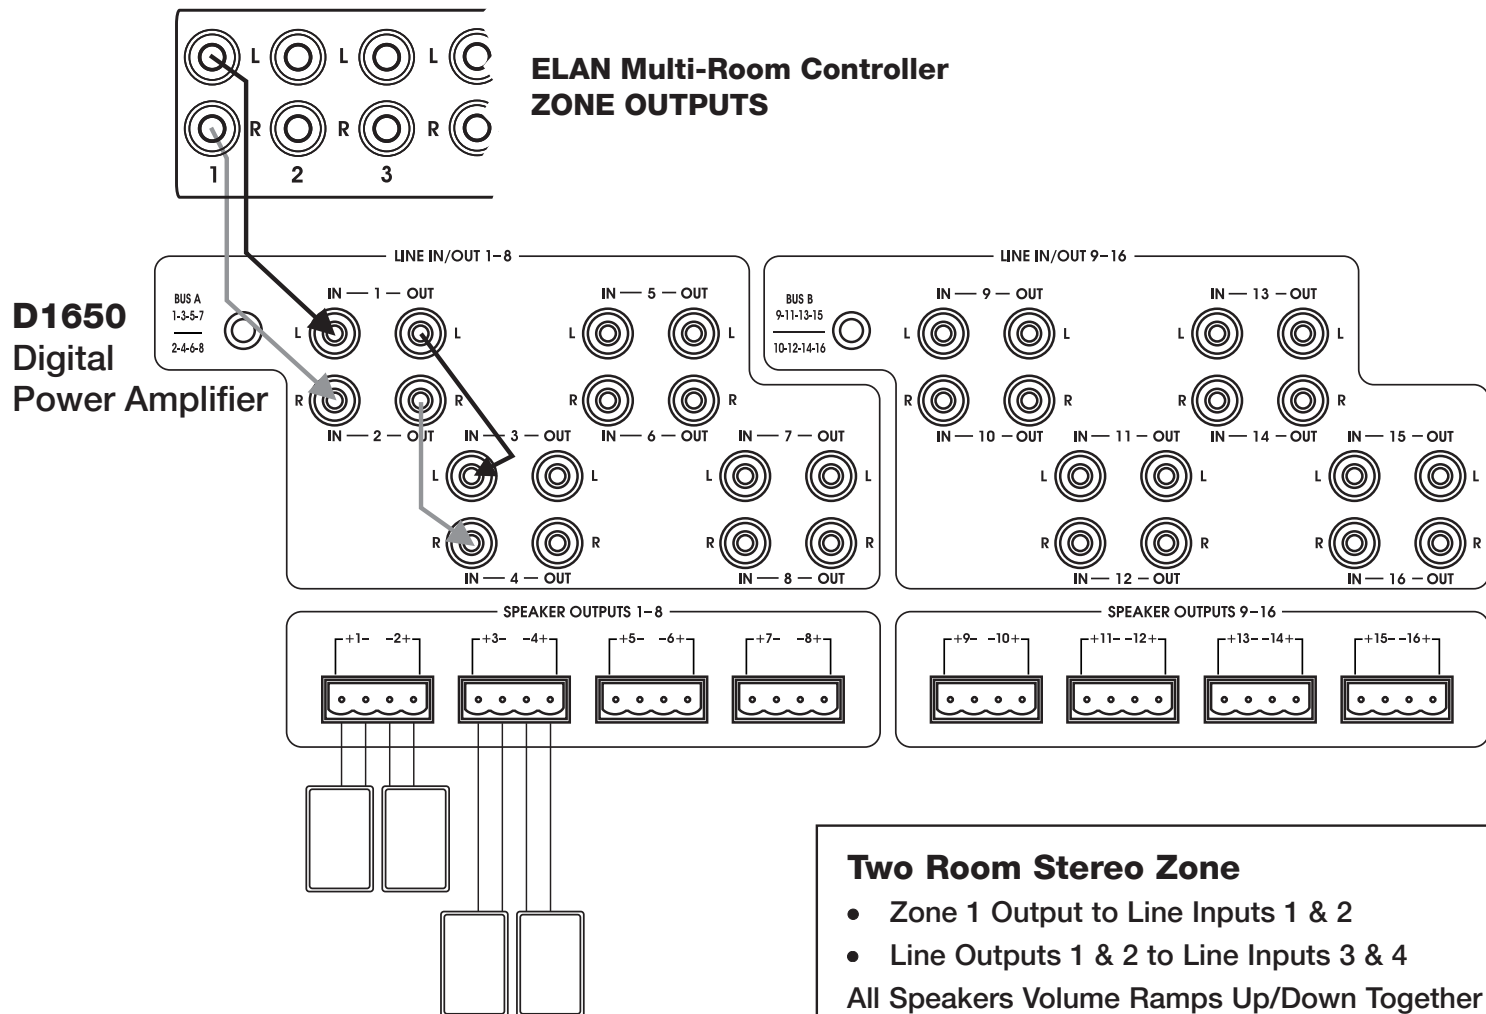 L L L
ELAN Multi-Room Controller
ZONE OUTPUTS
R R R
1 2 3
LINE IN/OUT 1–8
LINE IN/OUT 9–16
D1650
Digital
Power Amplifier
BUS A
1-3-5-7
2-4-6-8
IN — 1 — OUT
L L
R R
IN — 2 — OUT
IN — 3 — OUT
L L
R R
IN — 4 — OUT
IN — 5 — OUT
L L
R R
IN — 6 — OUT
IN — 7 — OUT
L L
R R
IN — 8 — OUT
BUS B
9-11-13-15
10-12-14-16
IN — 9 — OUT
L L
R R
IN — 10 — OUT
IN — 11 — OUT
L L
R R
IN — 12 — OUT
IN — 13 — OUT
L L
R R
IN — 14 — OUT
IN — 15 — OUT
L L
R R
IN — 16 — OUT
SPEAKER OUTPUTS 1–8
+1– –2+
+3– –4+
+5– –6+
+7– –8+
SPEAKER OUTPUTS 9–16
+9– –10+
+11– –12+
+13– –14+
+15– –16+
Two Room Stereo Zone
• Zone 1 Output to Line Inputs 1 & 2
• Line Outputs 1 & 2 to Line Inputs 3 & 4
All Speakers Volume Ramps Up/Down Together